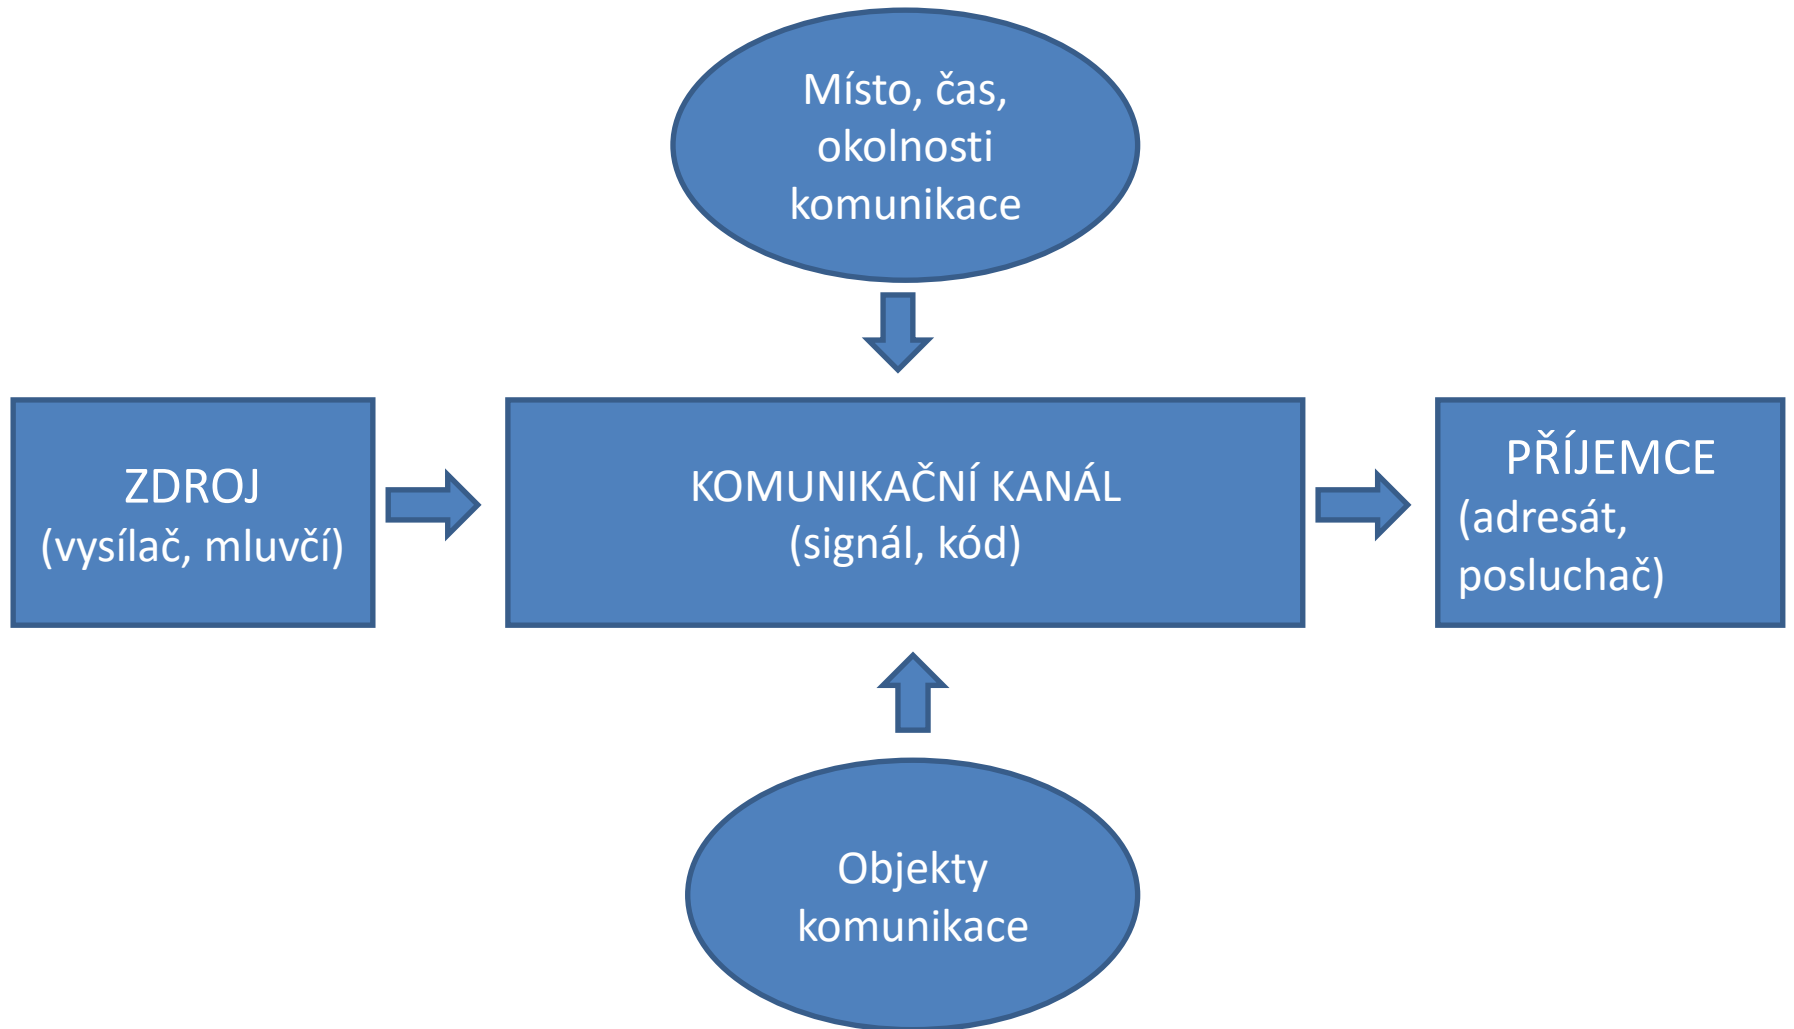 Místo, čas,
okolnosti
komunikace
ZDROJ
(vysílač, mluvčí)
KOMUNIKAČNÍ KANÁL
(signál, kód)
PŘÍJEMCE
(adresát,
posluchač)
Objekty
komunikace